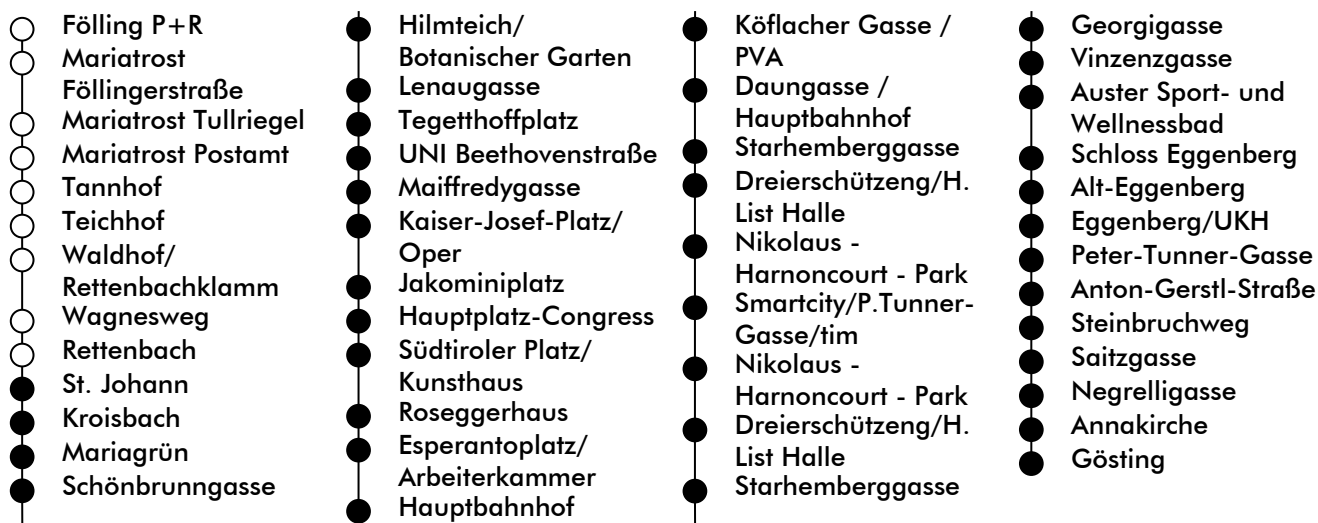 Fölling P+R
Mariatrost
Föllingerstraße
Mariatrost Tullriegel
Mariatrost Postamt
Tannhof
Teichhof
Waldhof/
Rettenbachklamm
Wagnesweg
Rettenbach
St. Johann
Kroisbach
Mariagrün
Schönbrunngasse
Hilmteich/
Botanischer Garten
Lenaugasse
Tegetthoffplatz
UNI Beethovenstraße
Maiffredygasse
Kaiser-Josef-Platz/
Oper
Jakominiplatz
Hauptplatz-Congress
Südtiroler Platz/
Kunsthaus
Roseggerhaus
Esperantoplatz/
Arbeiterkammer
Hauptbahnhof
Köflacher Gasse /
PVA
Daungasse /
Hauptbahnhof
Starhemberggasse
Dreierschützeng/H.
List Halle
Nikolaus -
Harnoncourt - Park
Smartcity/P.Tunner-
Gasse/tim
Nikolaus -
Harnoncourt - Park
Dreierschützeng/H.
List Halle
Starhemberggasse
Georgigasse
Vinzenzgasse
Auster Sport- und
Wellnessbad
Schloss Eggenberg
Alt-Eggenberg
Eggenberg/UKH
Peter-Tunner-Gasse
Anton-Gerstl-Straße
Steinbruchweg
Saitzgasse
Negrelligasse
Annakirche
Gösting